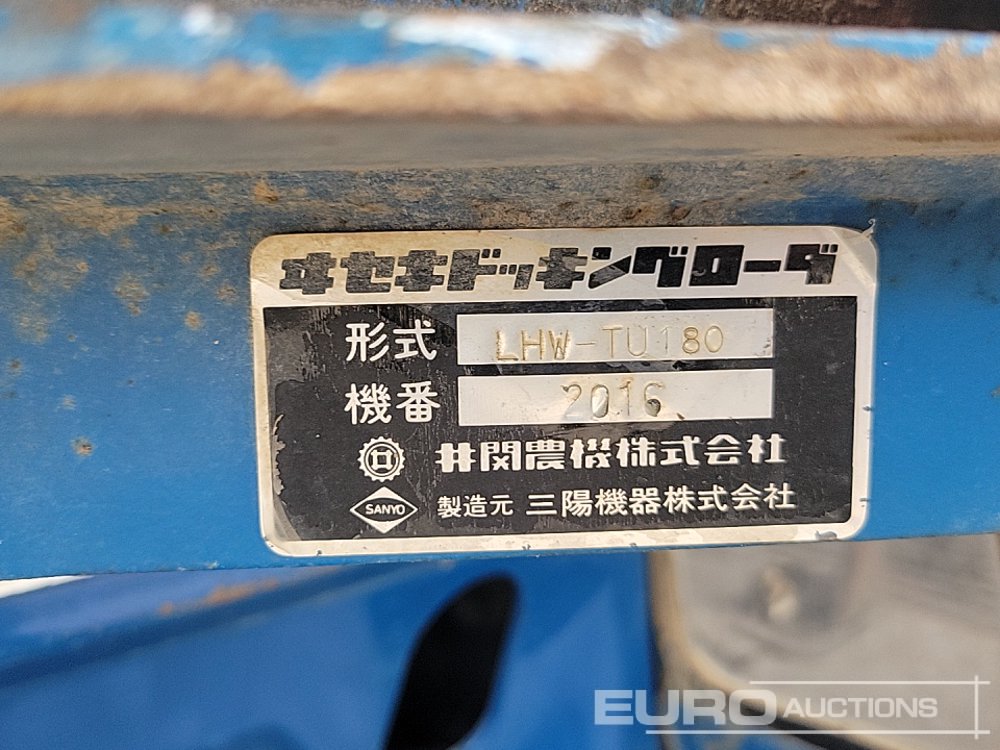 ヰセキドッキングローダ
形式 LHW-TU180
機番 2016
井関農機株式会社
SANYO 製造元 三陽機器株式会社
EURO AUCTIONS